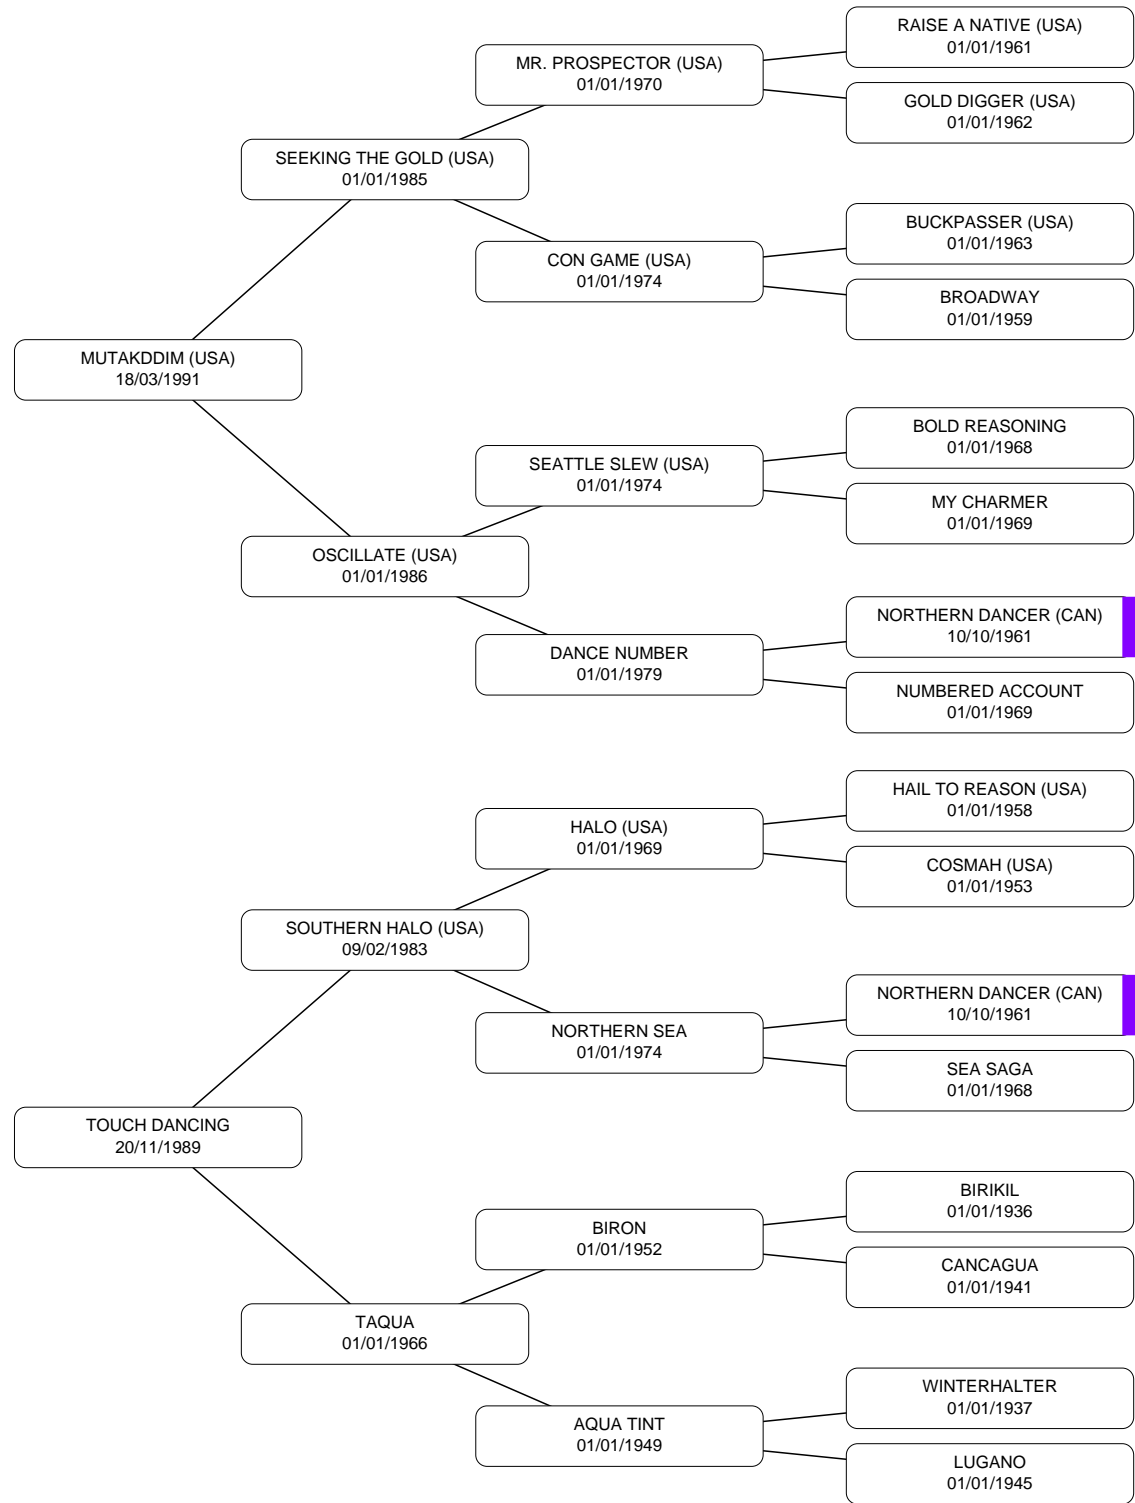 RAISE A NATIVE (USA)
01/01/1961
MR. PROSPECTOR (USA)
01/01/1970
GOLD DIGGER (USA)
01/01/1962
SEEKING THE GOLD (USA)
01/01/1985
BUCKPASSER (USA)
01/01/1963
CON GAME (USA)
01/01/1974
BROADWAY
01/01/1959
MUTAKDDIM (USA)
18/03/1991
BOLD REASONING
01/01/1968
SEATTLE SLEW (USA)
01/01/1974
MY CHARMER
01/01/1969
OSCILLATE (USA)
01/01/1986
NORTHERN DANCER (CAN)
10/10/1961
DANCE NUMBER
01/01/1979
NUMBERED ACCOUNT
01/01/1969
HAIL TO REASON (USA)
01/01/1958
HALO (USA)
01/01/1969
COSMAH (USA)
01/01/1953
SOUTHERN HALO (USA)
09/02/1983
NORTHERN DANCER (CAN)
10/10/1961
NORTHERN SEA
01/01/1974
SEA SAGA
01/01/1968
TOUCH DANCING
20/11/1989
BIRIKIL
01/01/1936
BIRON
01/01/1952
CANCAGUA
01/01/1941
TAQUA
01/01/1966
WINTERHALTER
01/01/1937
AQUA TINT
01/01/1949
LUGANO
01/01/1945